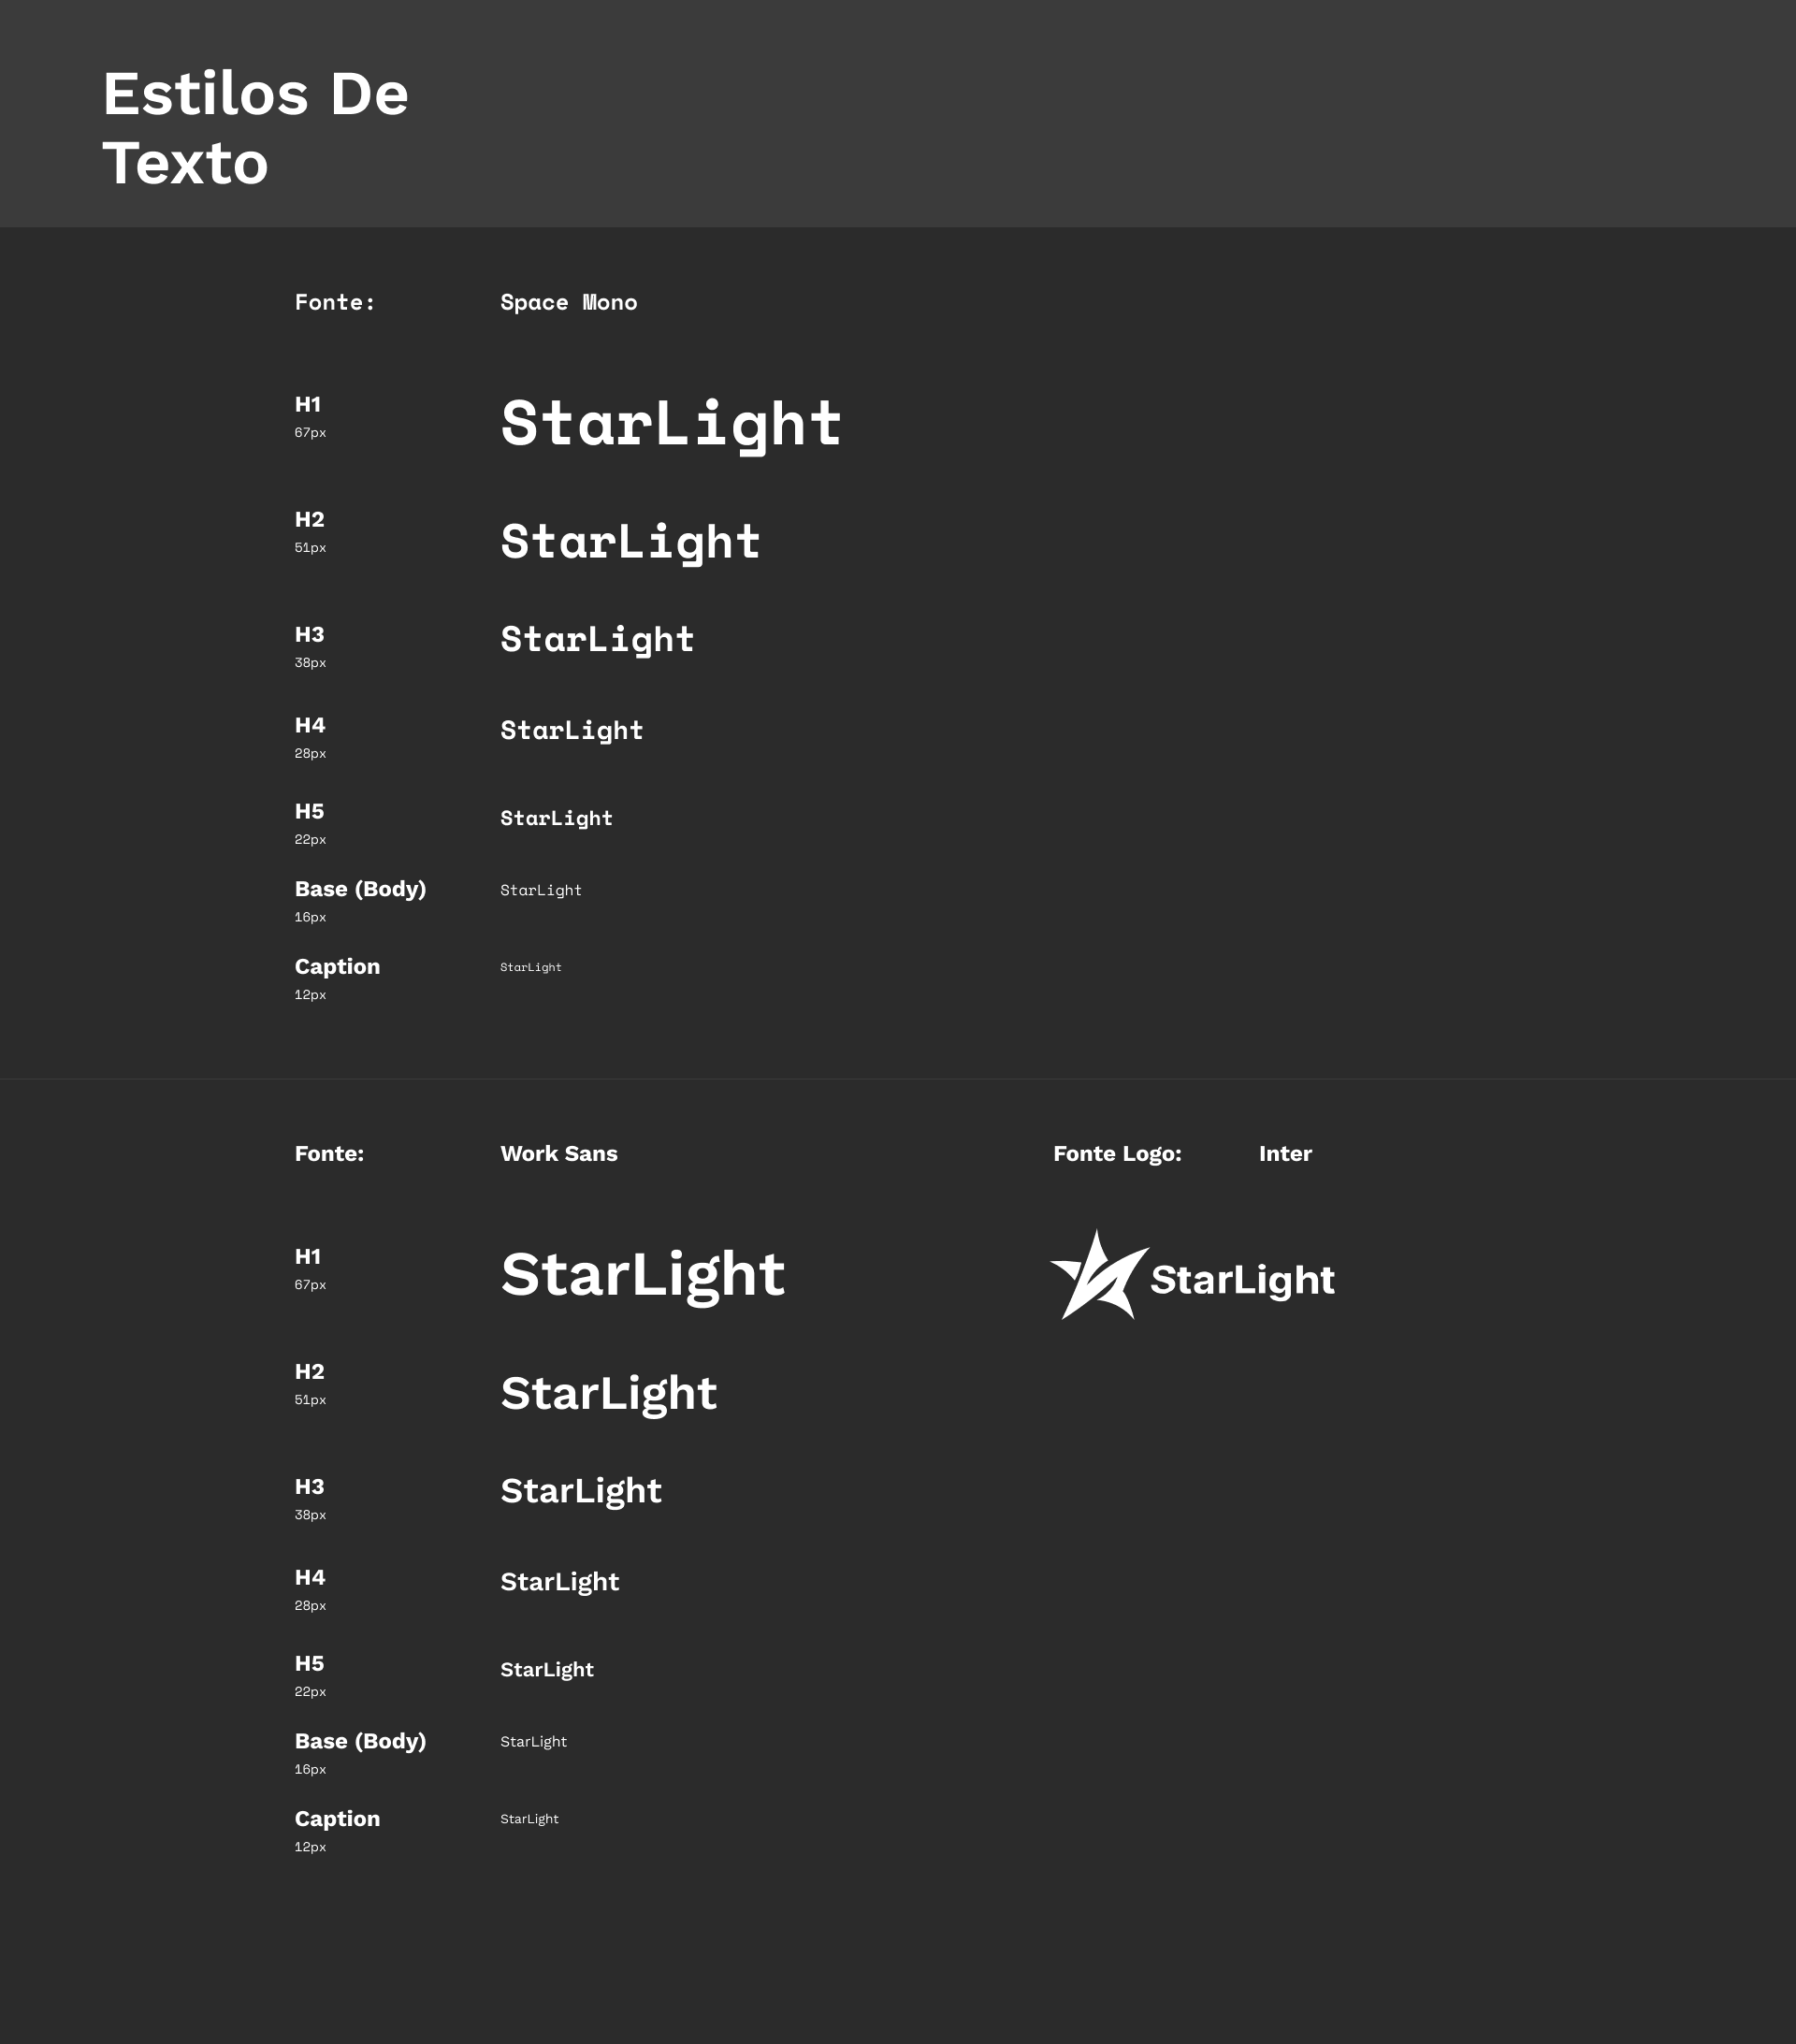 Estilos De
Texto
Fonte: Space Mono
H1 StarLight
67px
H2 StarLight
51px
H3 StarLight
38px
H4 StarLight
28px
H5 StarLight
22px
Base (Body) StarLight
16px
Caption StarLight
12px
Fonte: Work Sans Fonte Logo: Inter
H1 StarLight StarLight
67px
H2 StarLight
51px
H3 StarLight
38px
H4 StarLight
28px
H5 StarLight
22px
Base (Body) StarLight
16px
Caption StarLight
12px